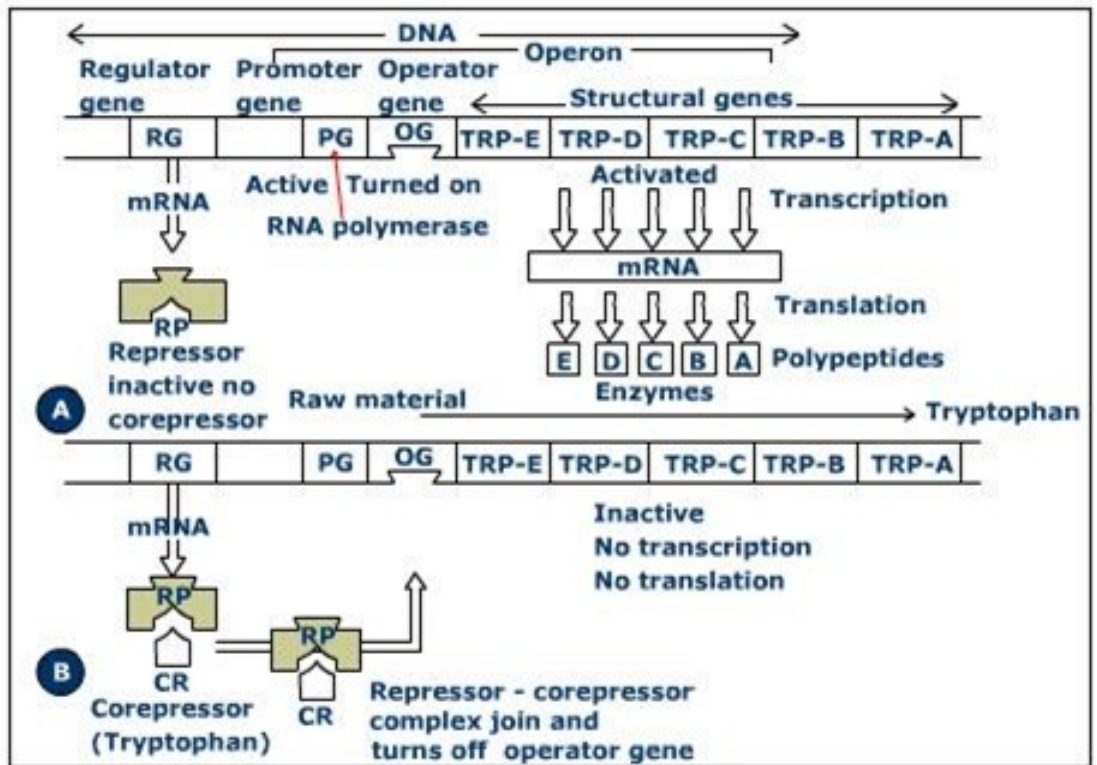 DNA
Operon
Regulator gene
Promoter gene
Operator gene
Structural genes
RG
PG
OG
TRP-E
TRP-D
TRP-C
TRP-B
TRP-A
Active Turned on
RNA polymerase
Activated
mRNA
Transcription
mRNA
Translation
RP
Repressor
inactive no
corepressor
E
D
C
B
A
Polypeptides
Enzymes
A
Raw material
Tryptophan
RG
PG
OG
TRP-E
TRP-D
TRP-C
TRP-B
TRP-A
mRNA
Inactive
No transcription
No translation
RP
RP
B
CR
Corepressor
(Tryptophan)
CR
Repressor - corepressor
complex join and
turns off operator gene